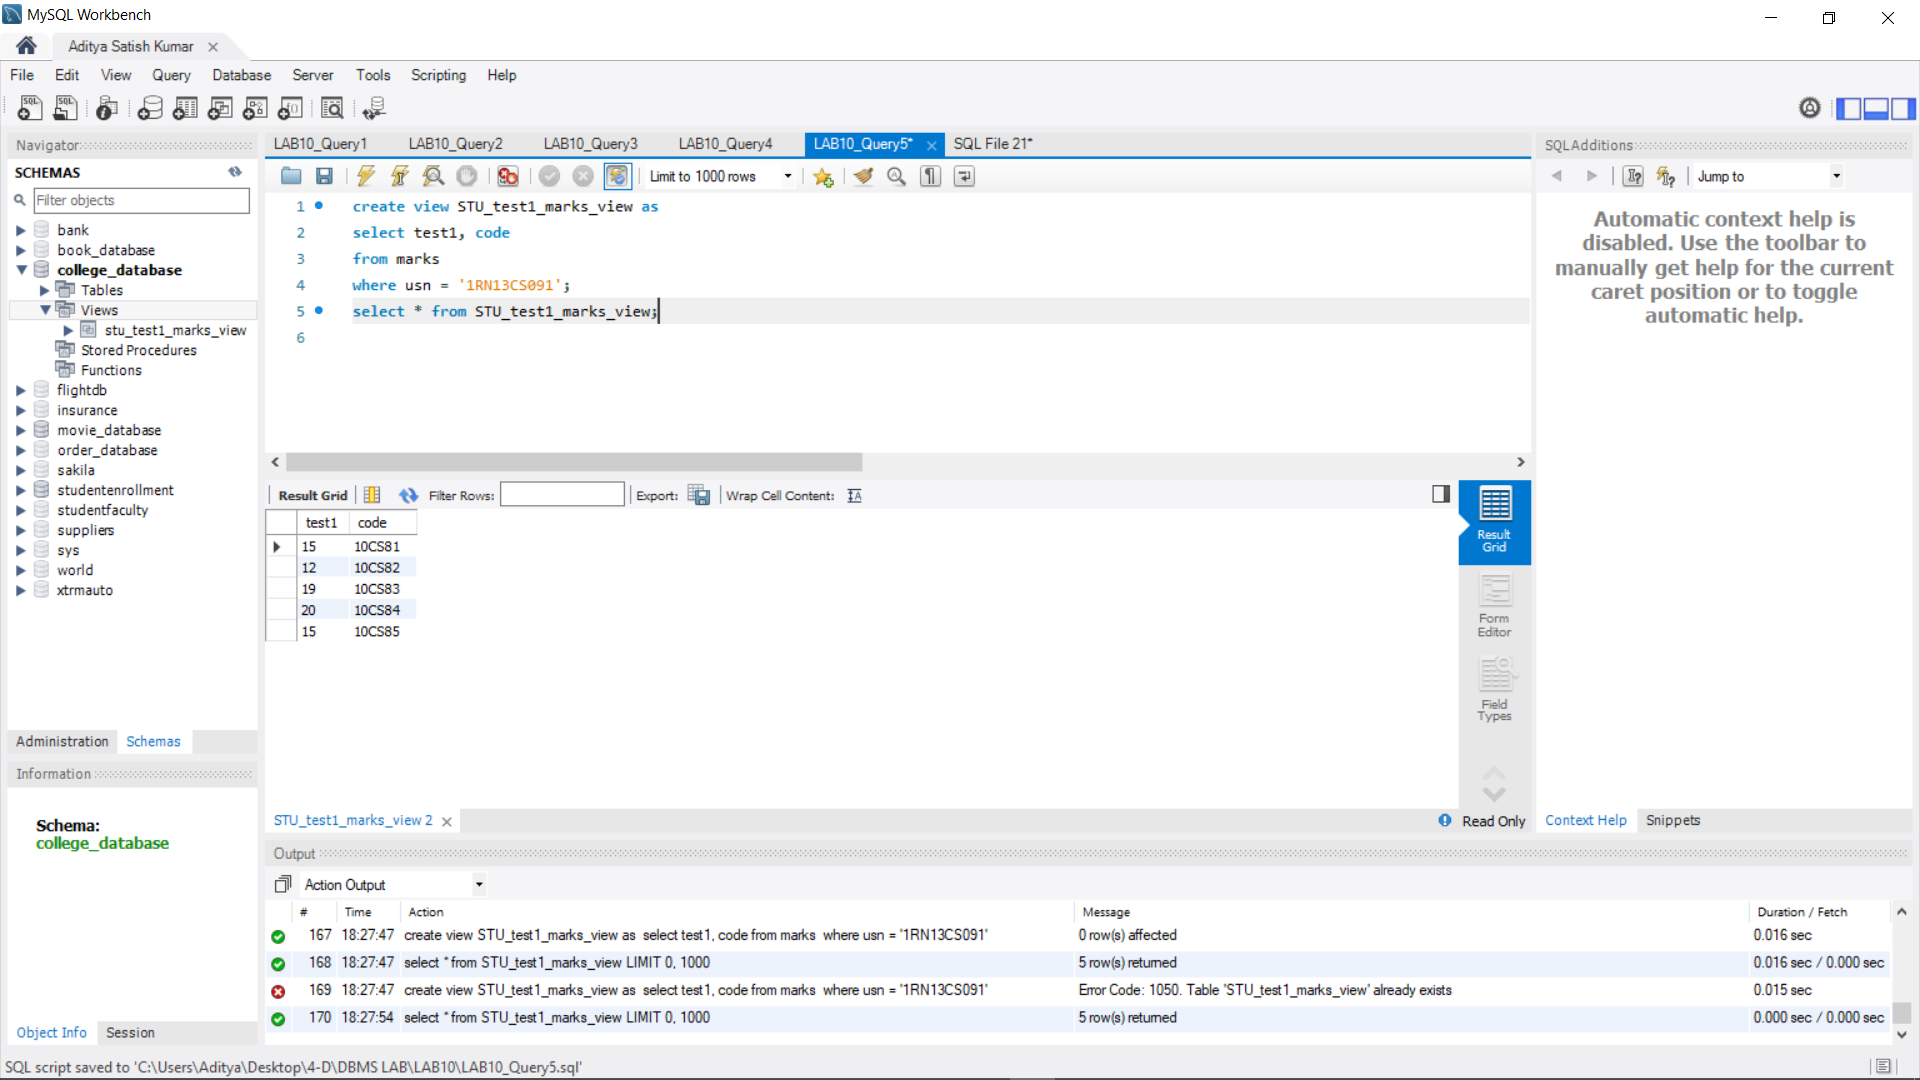 MySQL Workbench
Aditya Satish Kumar
File Edit View Query Database Server Tools Scripting Help
Navigator
SCHEMAS
Filter objects
bank
book_database
college_database
Tables
Views
stu_test1_marks_view
Stored Procedures
Functions
flightdb
insurance
movie_database
order_database
sakila
studentenrollment
studentfaculty
suppliers
sys
world
xtrmauto
Administration Schemas
Information
Schema:
college_database
Object Info Session
LAB10_Query1 LAB10_Query2 LAB10_Query3 LAB10_Query4 LAB10_Query5* SQL File 21*
Limit to 1000 rows
1 create view STU_test1_marks_view as
2 select test1, code
3 from marks
4 where usn = '1RN13CS091';
5 select * from STU_test1_marks_view;
6
Result Grid Filter Rows: Export: Wrap Cell Content:
test1 code
15 10CS81
12 10CS82
19 10CS83
20 10CS84
15 10CS85
Result
Grid
Form
Editor
Field
Types
STU_test1_marks_view 2
Read Only
SQLAdditions
Jump to
Automatic context help is
disabled. Use the toolbar to
manually get help for the current
caret position or to toggle
automatic help.
Context Help Snippets
Output
Action Output
# Time Action Message Duration / Fetch
167 18:27:47 create view STU_test1_marks_view as select test1, code from marks where usn = '1RN13CS091' 0 row(s) affected 0.016 sec
168 18:27:47 select * from STU_test1_marks_view LIMIT 0, 1000 5 row(s) returned 0.016 sec / 0.000 sec
169 18:27:47 create view STU_test1_marks_view as select test1, code from marks where usn = '1RN13CS091' Error Code: 1050. Table 'STU_test1_marks_view' already exists 0.015 sec
170 18:27:54 select * from STU_test1_marks_view LIMIT 0, 1000 5 row(s) returned 0.000 sec / 0.000 sec
SQL script saved to 'C:\Users\Aditya\Desktop\4-D\DBMS LAB\LAB10\LAB10_Query5.sql'